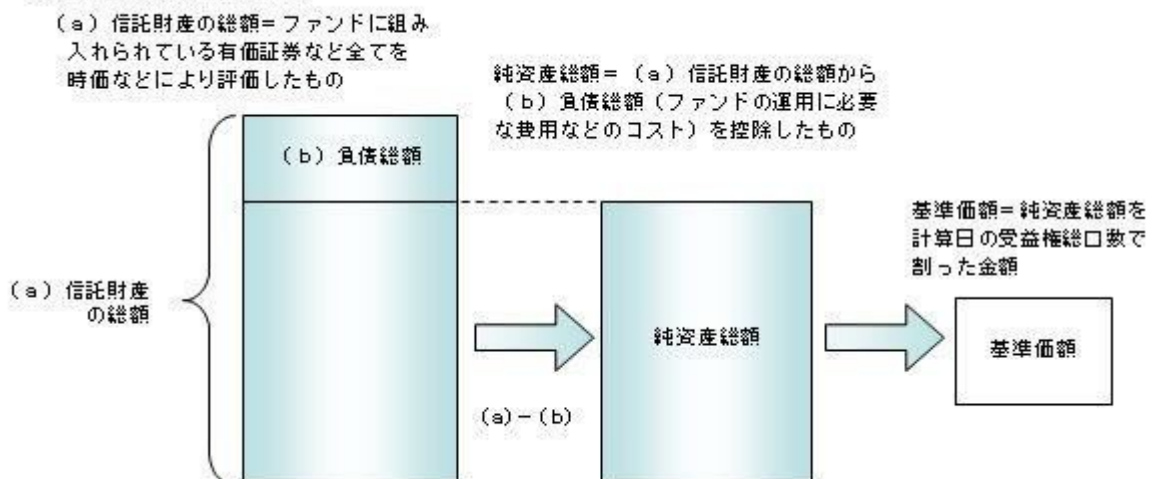 (a)信託財産の総額=ファンドに組み
入れられている有価証券など全てを
時価などにより評価したもの
純資産総額=(a)信託財産の総額から
(b)負債総額(ファンドの運用に必要
な費用などのコスト)を控除したもの
(b)負債総額
基準価額=純資産総額を
計算日の受益権総口数で
割った金額
(a)信託財産
の総額
純資産総額
基準価額
(a)-(b)